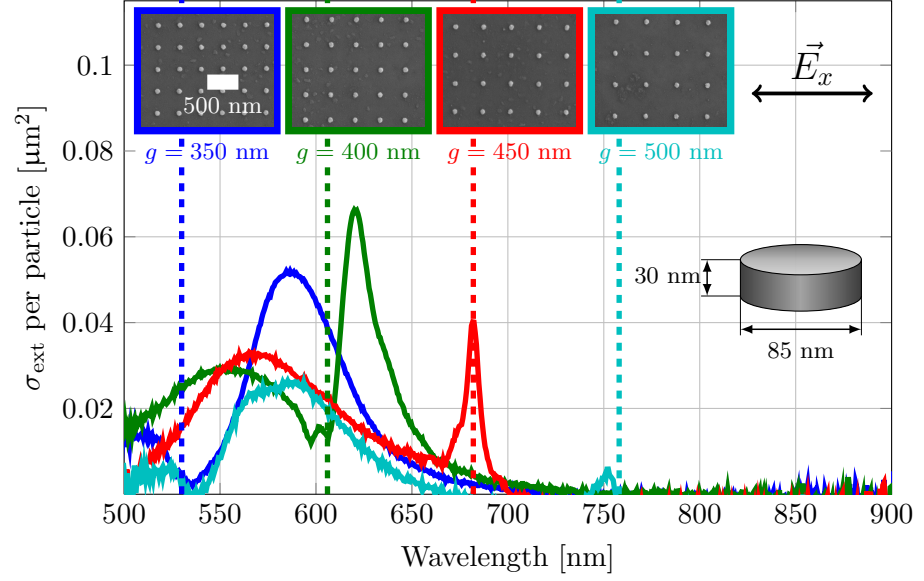 500 nm
g = 350 nm
g = 400 nm
g = 450 nm
g = 500 nm
E⃗ₓ
0.1
0.08
0.06
0.04
0.02
σext per particle [µm²]
30 nm
85 nm
500 550 600 650 700 750 800 850 900
Wavelength [nm]